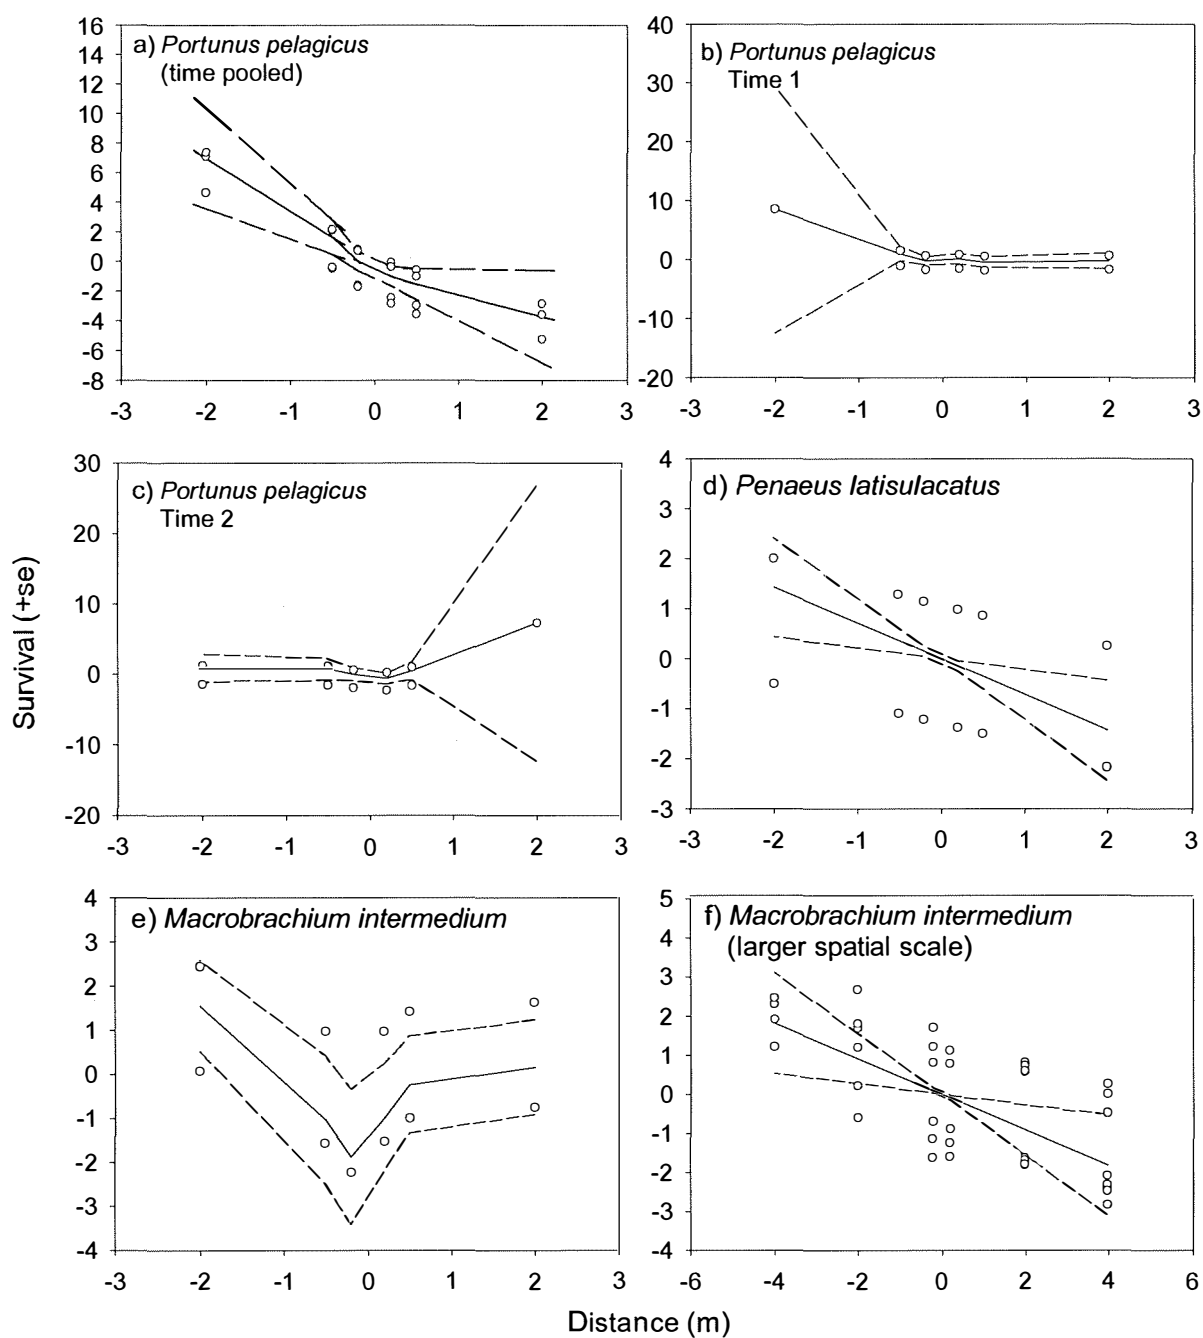 a) Portunus pelagicus
(time pooled)
16
14
12
10
8
6
4
2
0
-2
-4
-6
-8
-3 -2 -1 0 1 2 3
b) Portunus pelagicus
Time 1
40
30
20
10
0
-10
-20
-3 -2 -1 0 1 2 3
c) Portunus pelagicus
Time 2
30
20
10
0
-10
-20
-3 -2 -1 0 1 2 3
d) Penaeus latisulacatus
4
3
2
1
0
-1
-2
-3
-3 -2 -1 0 1 2 3
Survival (+se)
e) Macrobrachium intermedium
4
3
2
1
0
-1
-2
-3
-4
-3 -2 -1 0 1 2 3
f) Macrobrachium intermedium
(larger spatial scale)
5
4
3
2
1
0
-1
-2
-3
-4
-6 -4 -2 0 2 4 6
Distance (m)